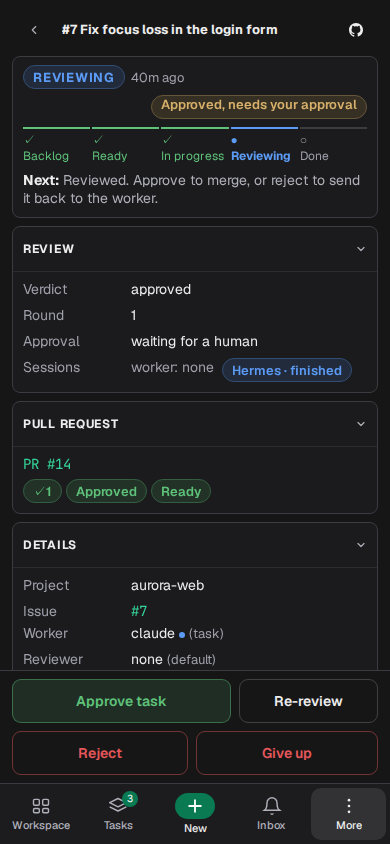 #7 Fix focus loss in the login form
REVIEWING 40m ago
Approved, needs your approval
✓ ✓ ✓ ● ○
Backlog Ready In progress Reviewing Done
Next: Reviewed. Approve to merge, or reject to send
it back to the worker.
REVIEW
Verdict approved
Round 1
Approval waiting for a human
Sessions worker: none Hermes · finished
PULL REQUEST
PR #14
✓1 Approved Ready
DETAILS
Project aurora-web
Issue #7
Worker claude ● (task)
Reviewer none (default)
Approve task Re-review
Reject Give up
3
Workspace Tasks New Inbox More